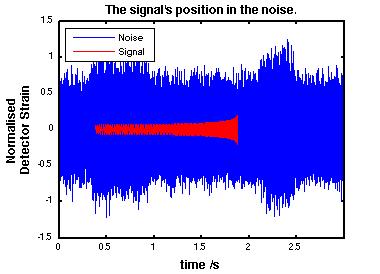 The signal's position in the noise.
1.5
1
0.5
0
-0.5
-1
-1.5
Noise
Signal
Normalised
Detector Strain
0 0.5 1 1.5 2 2.5
time /s